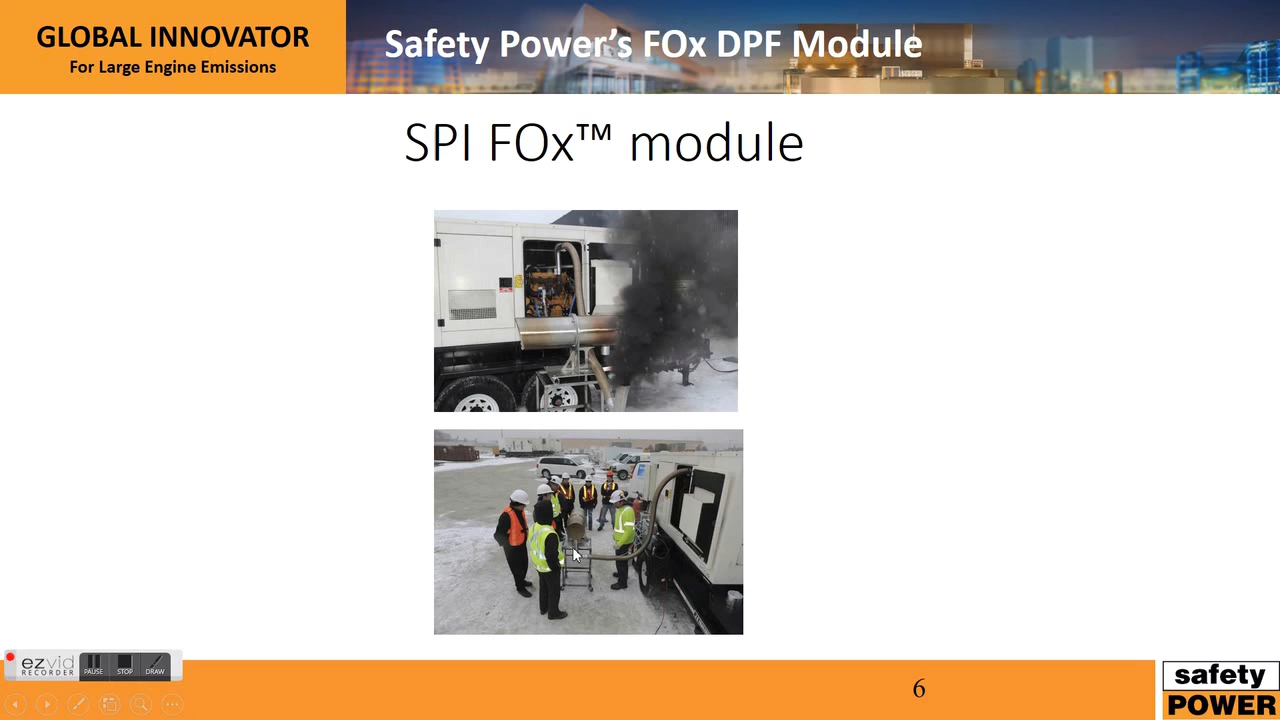 GLOBAL INNOVATOR
For Large Engine Emissions
Safety Power's FOx DPF Module
SPI FOx™ module
ezvid
RECORDER
PAUSE
STOP
DRAW
6
safety
POWER